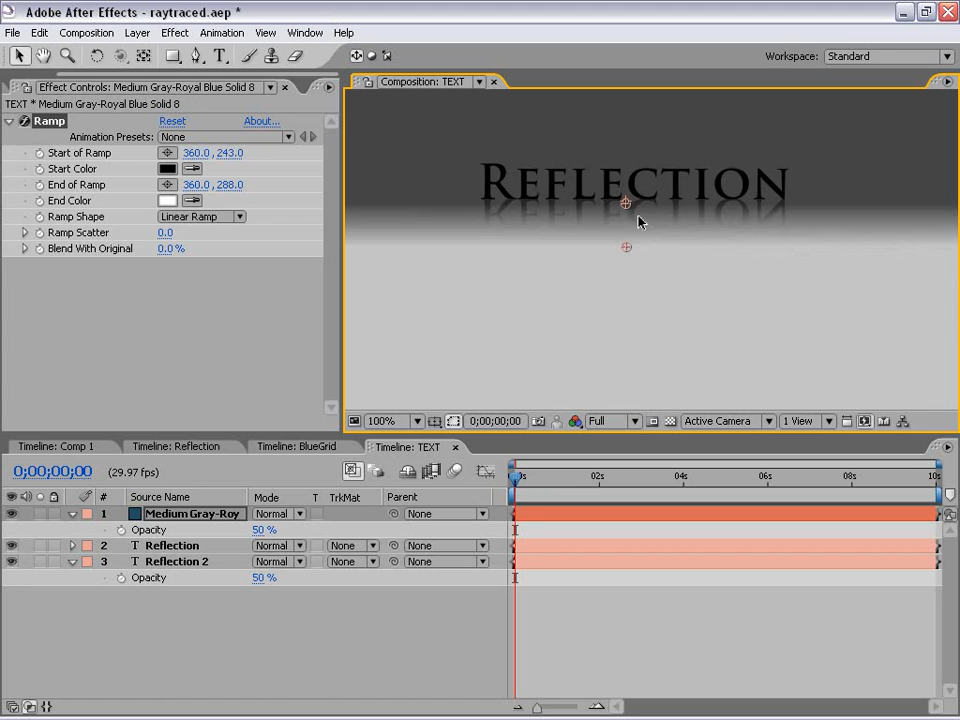 Adobe After Effects - raytraced.aep *
File Edit Composition Layer Effect Animation View Window Help
Workspace: Standard
Effect Controls: Medium Gray-Royal Blue Solid 8
Composition: TEXT
TEXT * Medium Gray-Royal Blue Solid 8
Ramp Reset About...
Animation Presets: None
Start of Ramp 360.0, 243.0
Start Color
End of Ramp 360.0, 288.0
End Color
Ramp Shape Linear Ramp
Ramp Scatter 0.0
Blend With Original 0.0 %
REFLECTION
100% 0;00;00;00 Full Active Camera 1 View
Timeline: Comp 1 Timeline: Reflection Timeline: BlueGrid Timeline: TEXT
0;00;00;00 (29.97 fps)
02s 04s 06s 08s 10s
# Source Name Mode T TrkMat Parent
1 Medium Gray-Roy Normal None
Opacity 50 %
2 T Reflection Normal None None
3 T Reflection 2 Normal None None
Opacity 50 %